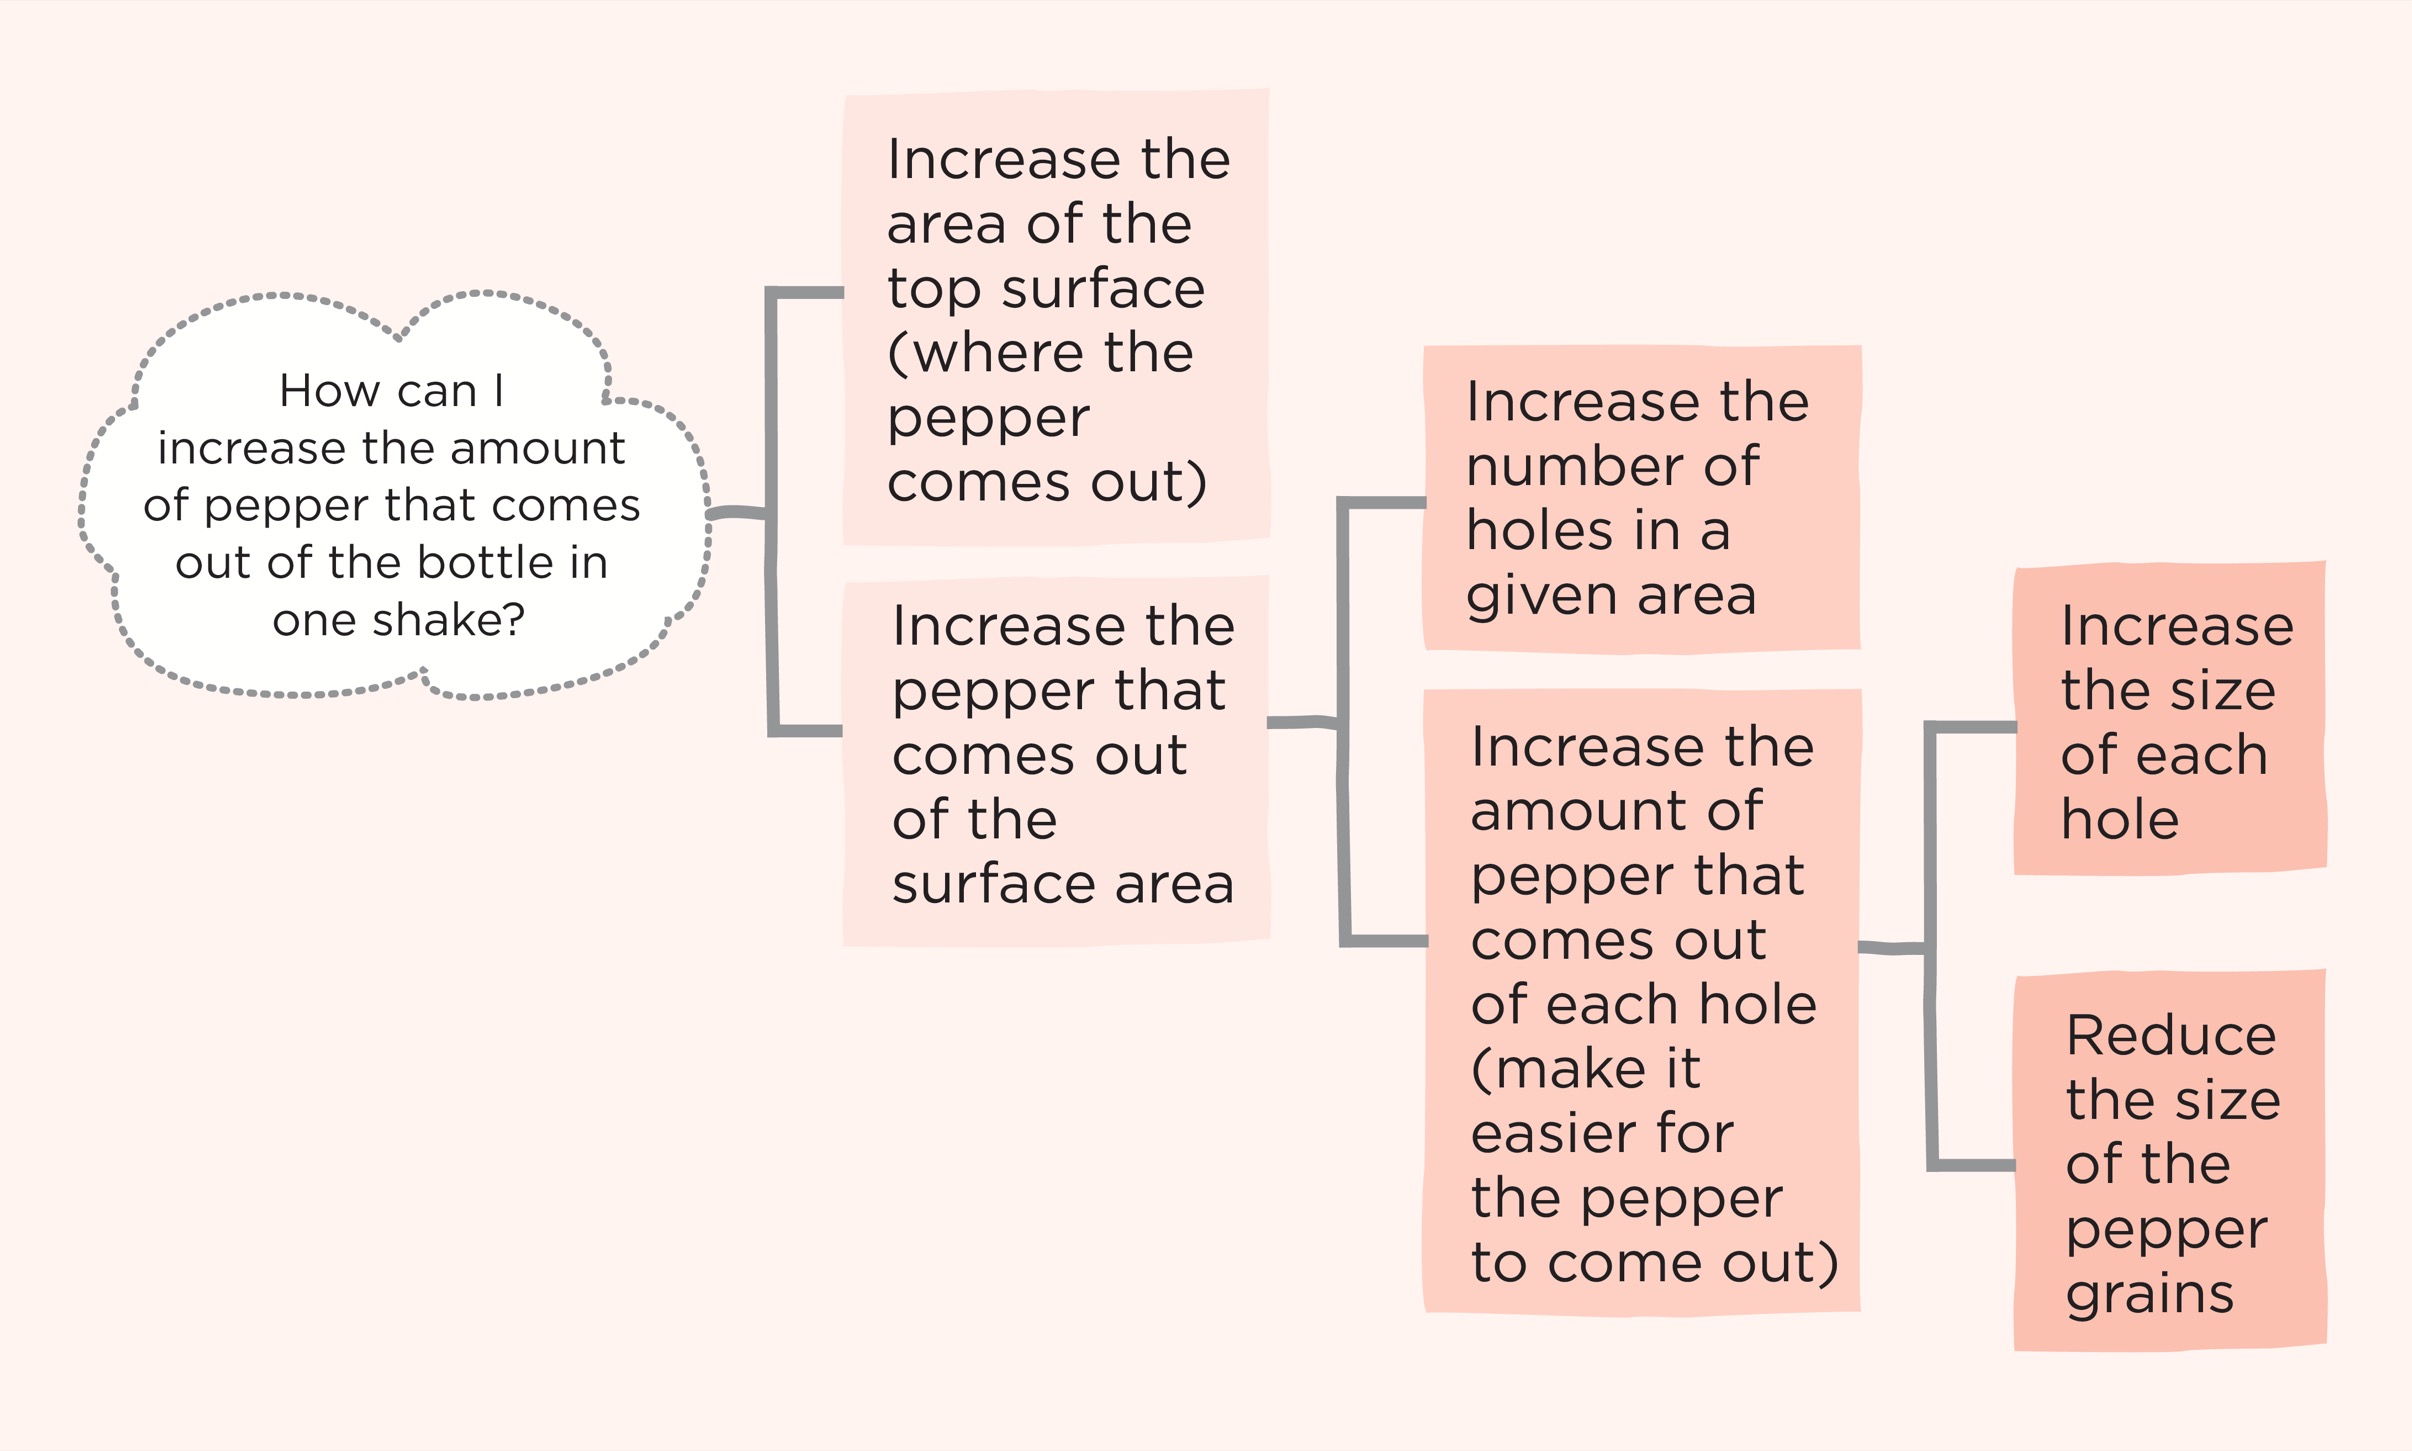 How can I
increase the amount
of pepper that comes
out of the bottle in
one shake?
Increase the
area of the
top surface
(where the
pepper
comes out)
Increase the
pepper that
comes out
of the
surface area
Increase the
number of
holes in a
given area
Increase the
amount of
pepper that
comes out
of each hole
(make it
easier for
the pepper
to come out)
Increase
the size
of each
hole
Reduce
the size
of the
pepper
grains